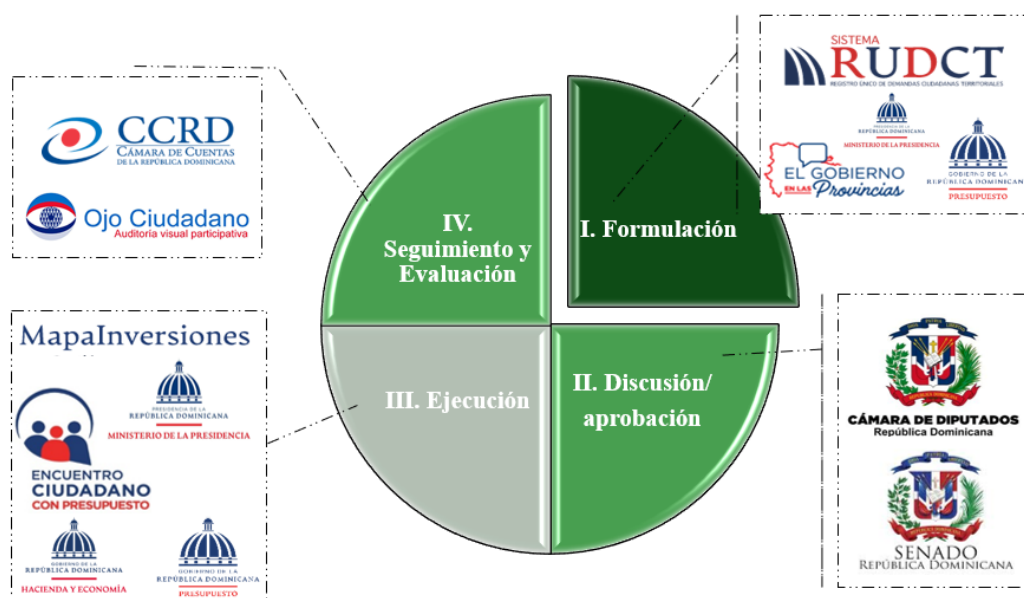 SISTEMA
RUDCT
REGISTRO ÚNICO DE DEMANDAS CIUDADANAS TERRITORIALES
PRESIDENCIA DE LA
REPÚBLICA DOMINICANA
MINISTERIO DE LA PRESIDENCIA
EL GOBIERNO
EN LAS Provincias
GOBIERNO DE LA
REPÚBLICA DOMINICANA
PRESUPUESTO
CCRD
CÁMARA DE CUENTAS
DE LA REPÚBLICA DOMINICANA
Ojo Ciudadano
Auditoría visual participativa
I. Formulación
IV.
Seguimiento y
Evaluación
II. Discusión/
aprobación
III. Ejecución
MapaInversiones
PRESIDENCIA DE LA
REPÚBLICA DOMINICANA
MINISTERIO DE LA PRESIDENCIA
ENCUENTRO
CIUDADANO
CON PRESUPUESTO
GOBIERNO DE LA
REPÚBLICA DOMINICANA
HACIENDA Y ECONOMÍA
GOBIERNO DE LA
REPÚBLICA DOMINICANA
PRESUPUESTO
CÁMARA DE DIPUTADOS
República Dominicana
SENADO
REPÚBLICA DOMINICANA